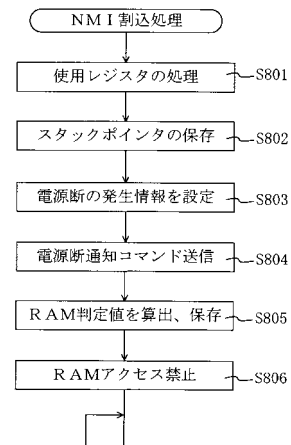 NMI割込処理
使用レジスタの処理
S801
スタックポインタの保存
S802
電源断の発生情報を設定
S803
電源断通知コマンド送信
S804
RAM判定値を算出、保存
S805
RAMアクセス禁止
S806